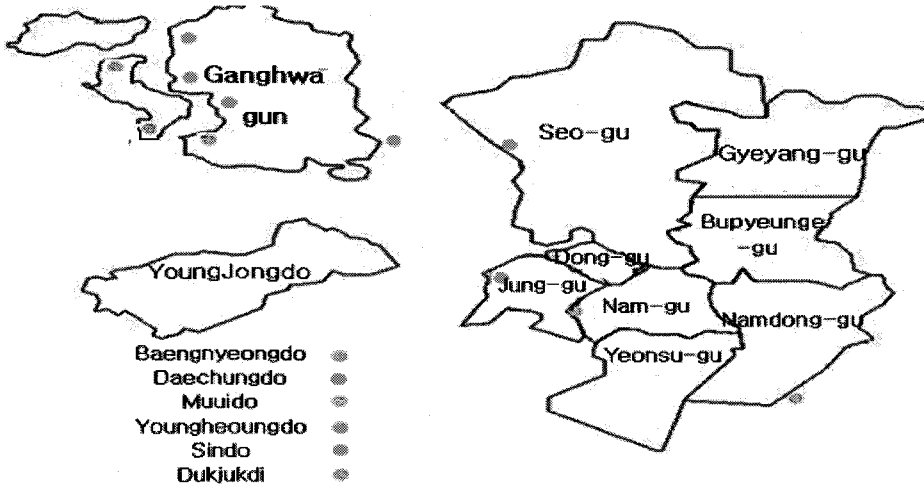 Ganghwa
gun
Seo-gu
Gyeyang-gu
Bupyeunge
-gu
Dong-gu
YoungJongdo
Jung-gu
Nam-gu
Namdong-gu
Yeonsu-gu
Baengnyeongdo
Daechungdo
Muuido
Youngheoungdo
Sindo
Dukjukdi